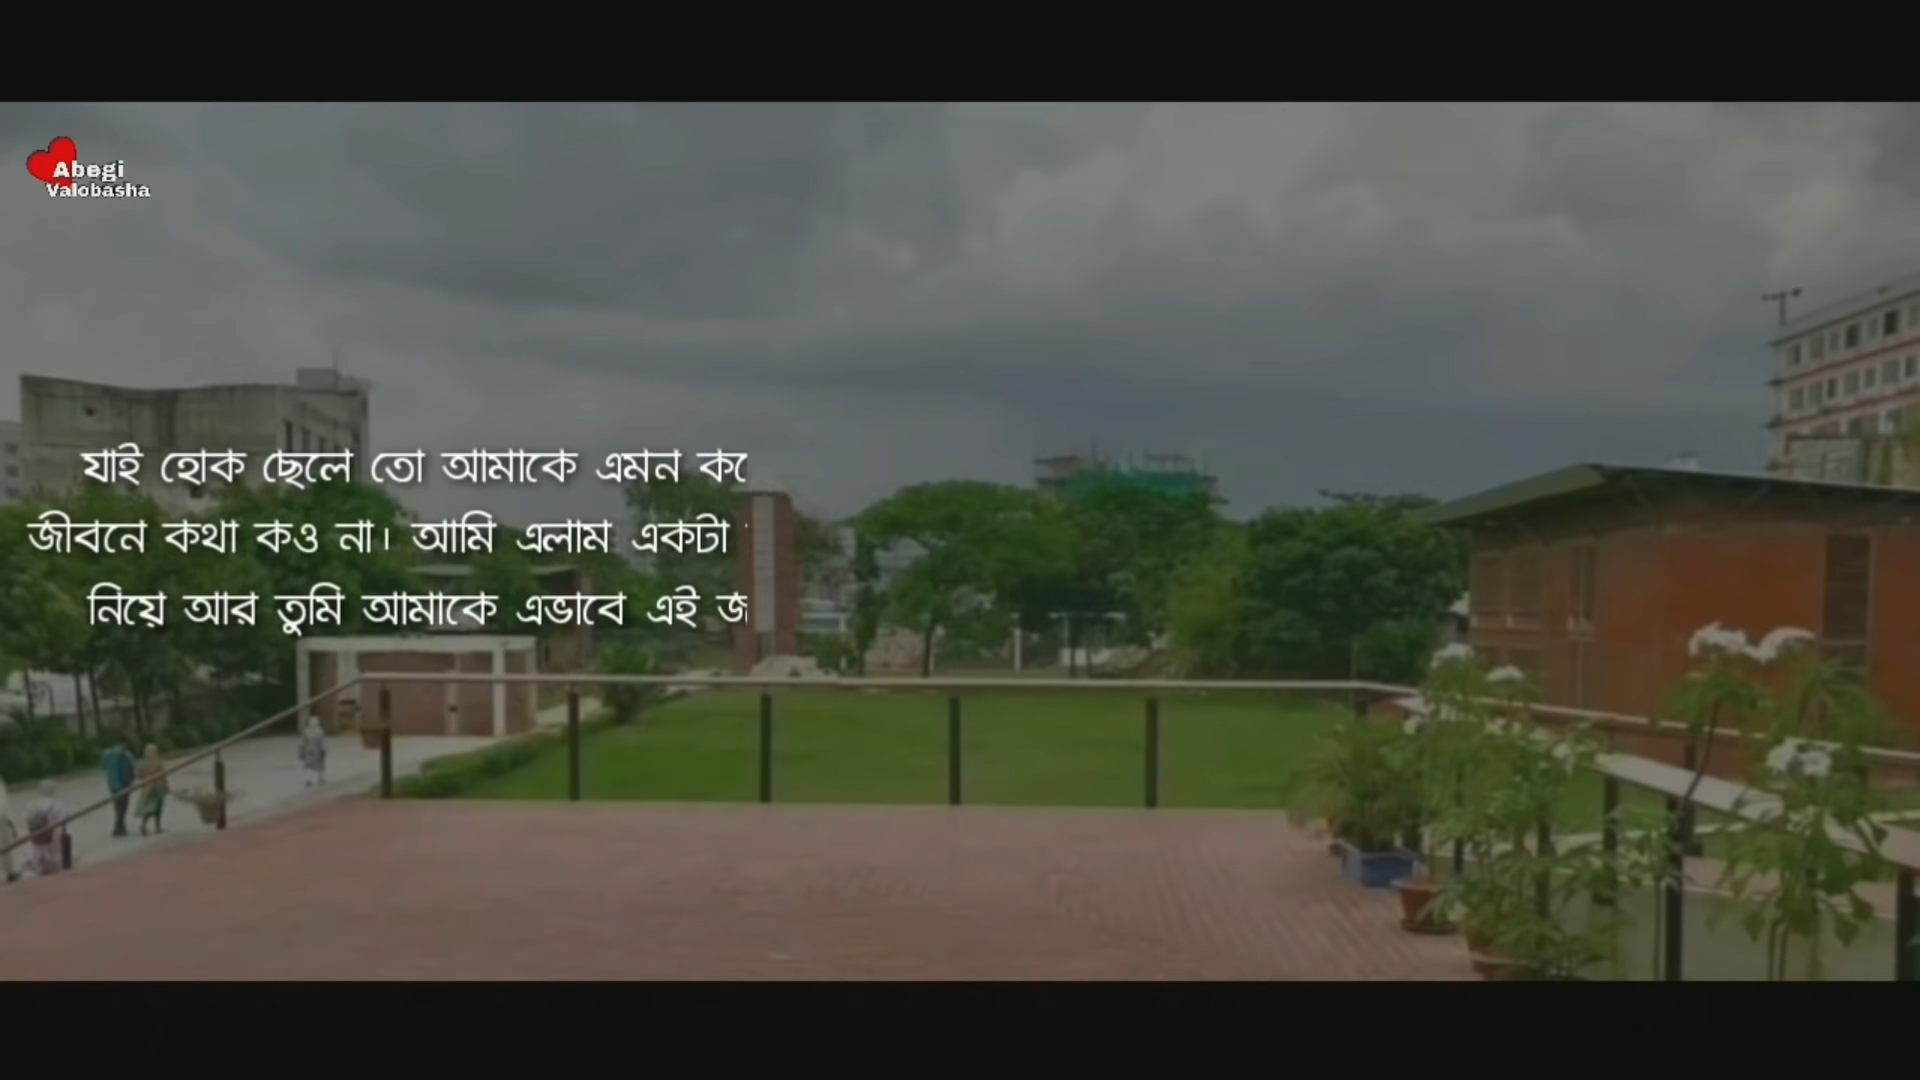 Abegi
Valobasha
যাই হোক ছেলে তো আমাকে এমন
জীবনে কথা কও না। আমি এলাম একটা
নিয়ে আর তুমি আমাকে এভাবে এই